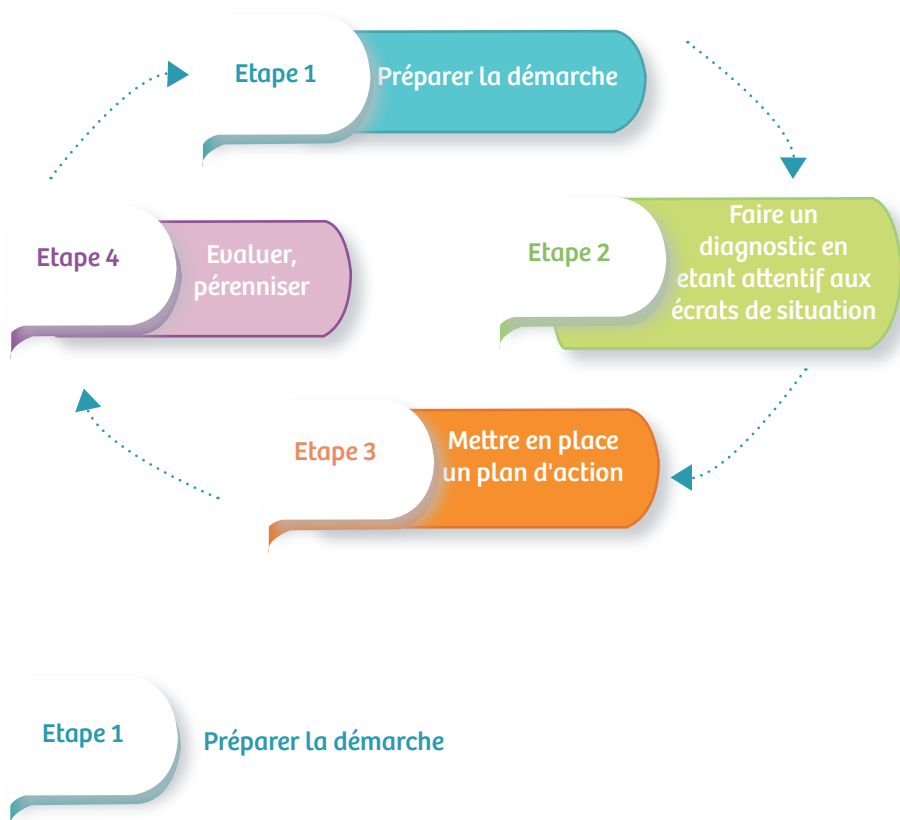 Etape 1
Préparer la démarche
Etape 2
Faire un
diagnostic en
etant attentif aux
écrats de situation
Etape 3
Mettre en place
un plan d'action
Etape 4
Evaluer,
pérenniser
Etape 1
Préparer la démarche